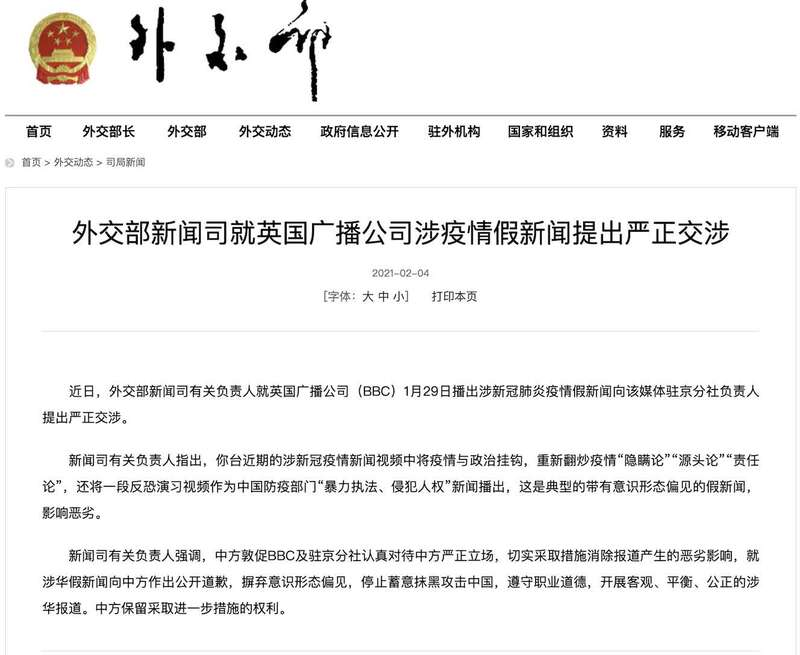 外交部
首页 外交部长 外交部 外交动态 政府信息公开 驻外机构 国家和组织 资料 服务 移动客户端
首页 > 外交动态 > 司局新闻
外交部新闻司就英国广播公司涉疫情假新闻提出严正交涉
2021-02-04
[字体：大 中 小] 打印本页
近日，外交部新闻司有关负责人就英国广播公司（BBC）1月29日播出涉新冠肺炎疫情假新闻向该媒体驻京分社负责人
提出严正交涉。
新闻司有关负责人指出，你台近期的涉新冠疫情新闻视频中将疫情与政治挂钩，重新翻炒疫情“隐瞒论”“源头论”“责任
论”，还将一段反恐演习视频作为中国防疫部门“暴力执法、侵犯人权”新闻播出，这是典型的带有意识形态偏见的假新闻，
影响恶劣。
新闻司有关负责人强调，中方敦促BBC及驻京分社认真对待中方严正立场，切实采取措施消除报道产生的恶劣影响，就
涉华假新闻向中方作出公开道歉，摒弃意识形态偏见，停止蓄意抹黑攻击中国，遵守职业道德，开展客观、平衡、公正的涉
华报道。中方保留采取进一步措施的权利。